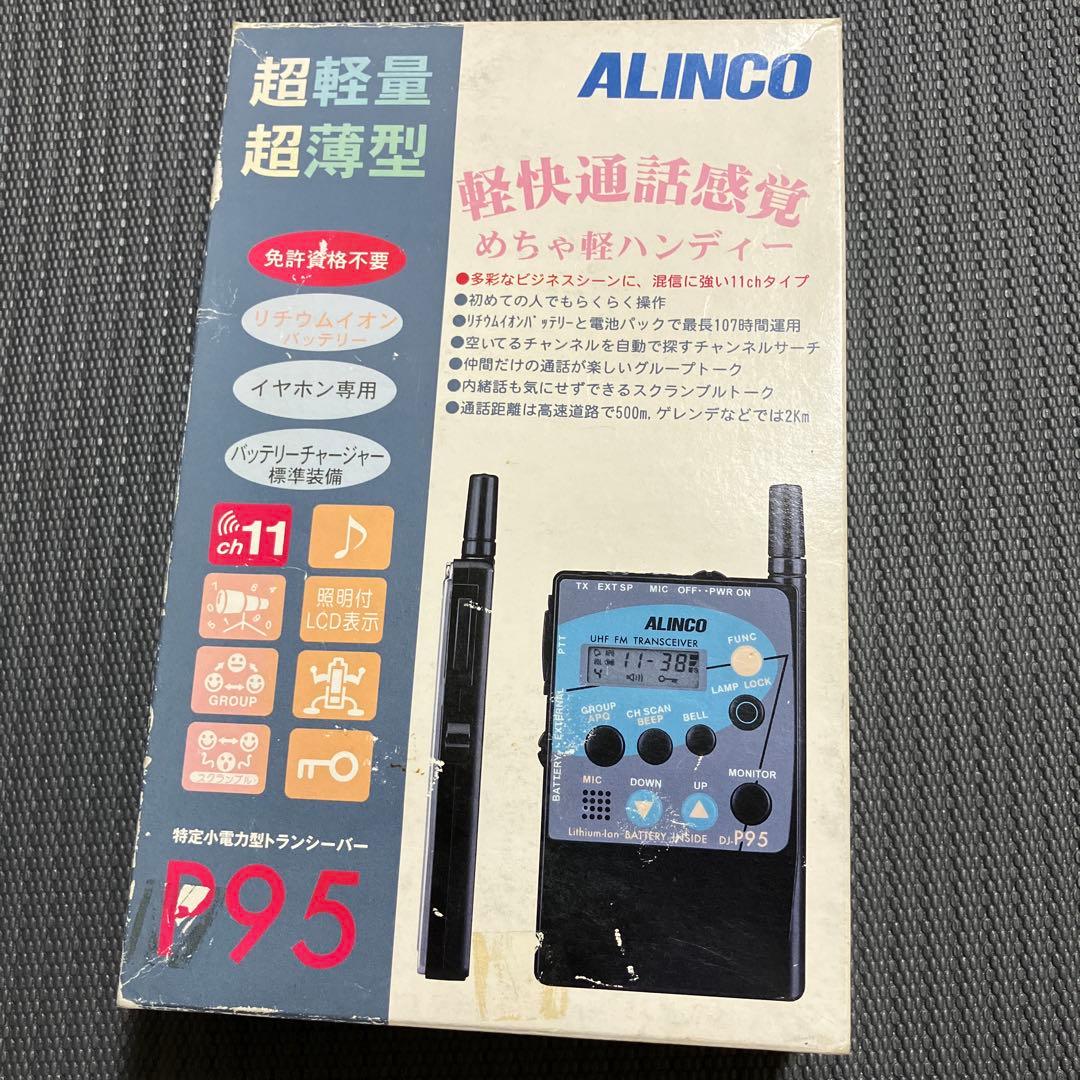 超軽量
超薄型
免許資格不要
リチウムイオン
バッテリー
イヤホン専用
バッテリーチャージャー
標準装備
ch11
照明付
LCD表示
GROUP
スクランブル
特定小電力型トランシーバー
P95
ALINCO
軽快通話感覚
めちゃ軽ハンディー
●多彩なビジネスシーンに、混信に強い11chタイプ
●初めての人でもらくらく操作
●ﾘﾁｳﾑｲｵﾝﾊﾞｯﾃﾘｰと電池パックで最長107時間運用
●空いてるチャンネルを自動で探すチャンネルサーチ
●仲間だけの通話が楽しいグループトーク
●内緒話も気にせずできるスクランブルトーク
●通話距離は高速道路で500m,ゲレンデなどでは2Km
TX EXT SP MIC OFF··PWR ON
ALINCO
UHF FM TRANSCEIVER
PTT
FUNC
11-38
LAMP LOCK
GROUP
APO
CH SCAN
BEEP
BELL
BATTERY EXTERNAL
MIC
DOWN
UP
MONITOR
Lithium-Ion BATTERY INSIDE DJ-P95